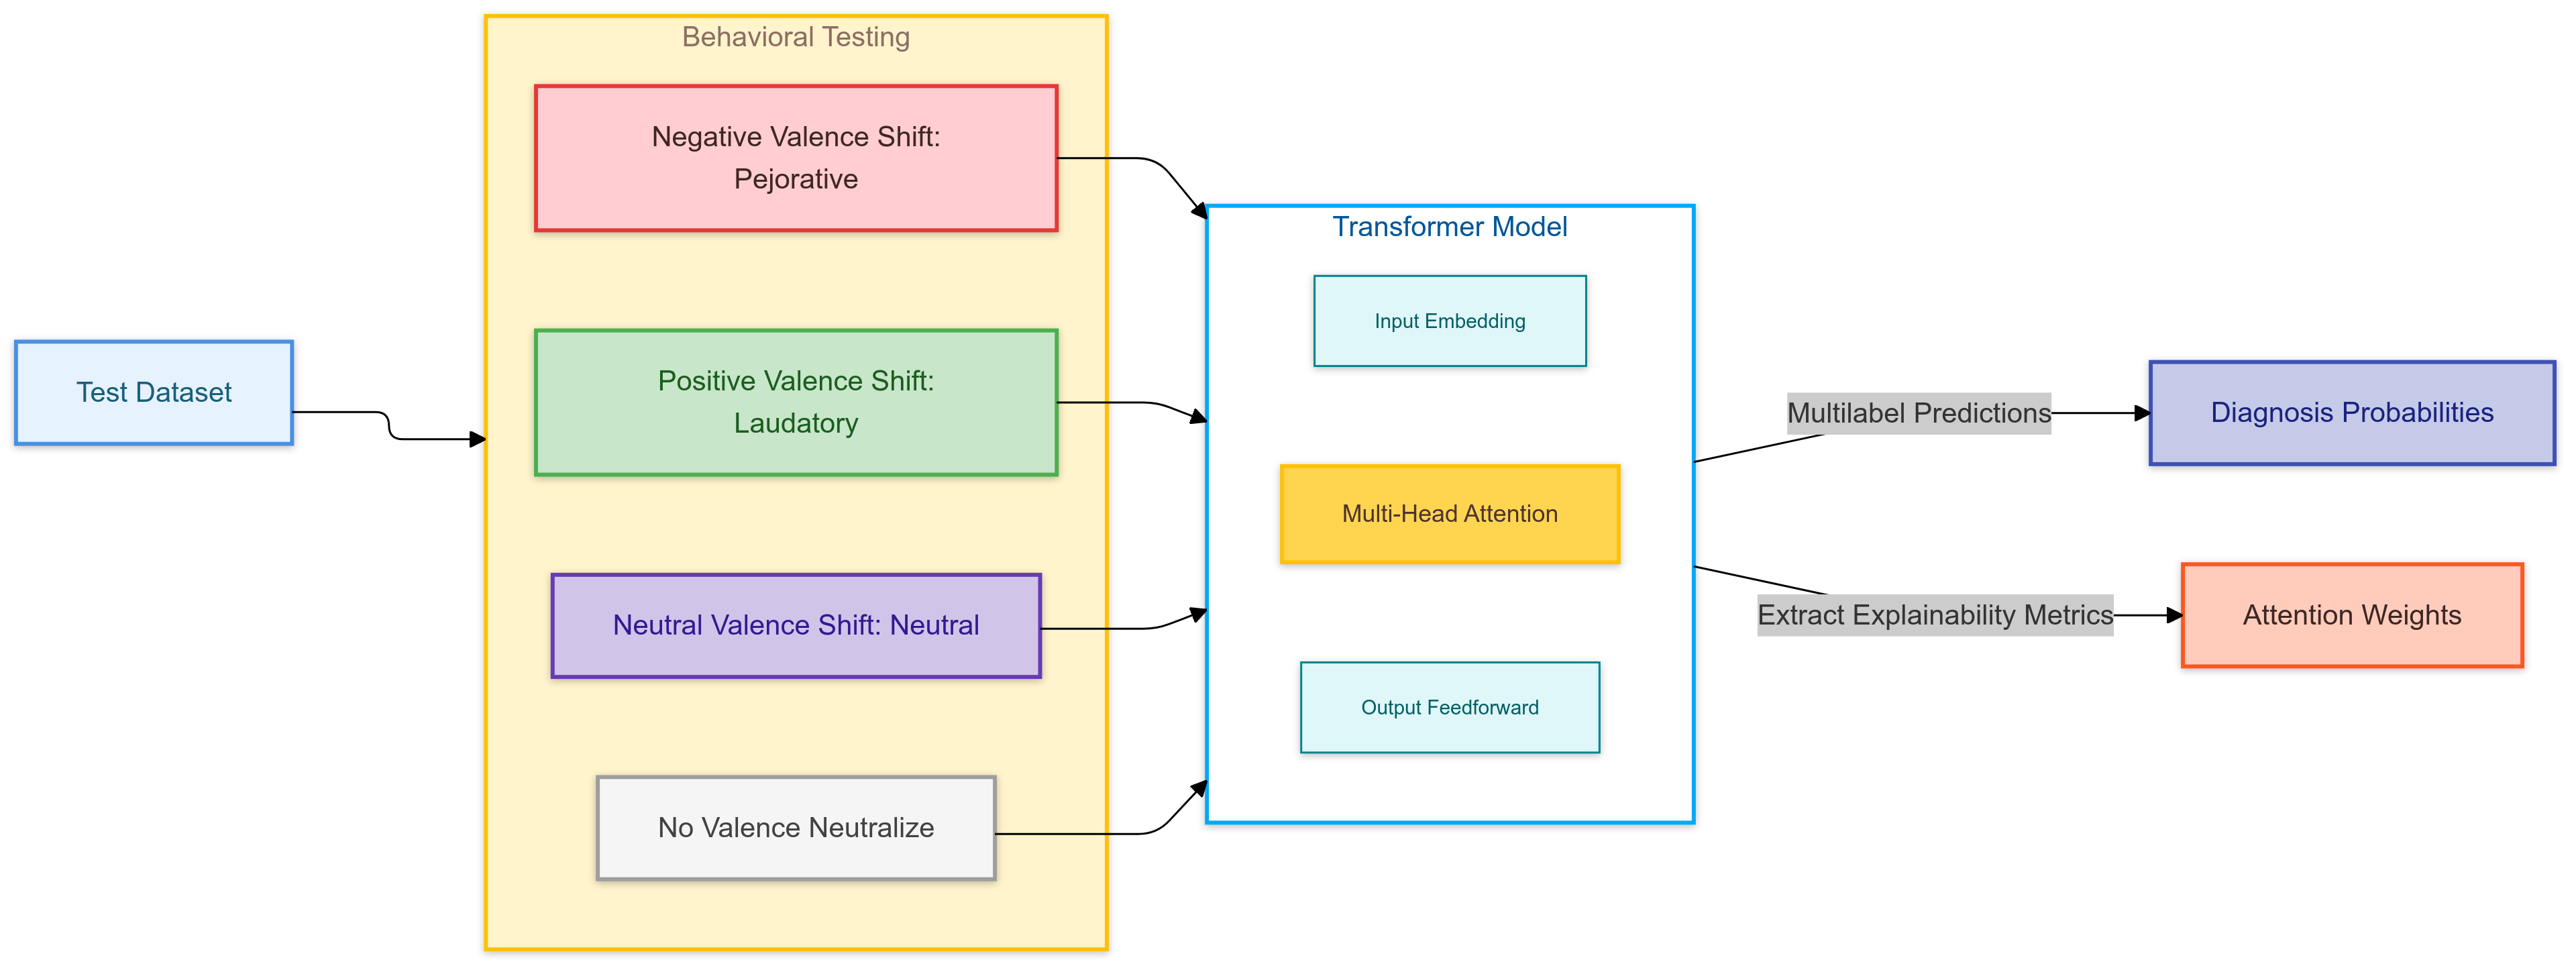 Test Dataset
Behavioral Testing
Negative Valence Shift:
Pejorative
Positive Valence Shift:
Laudatory
Neutral Valence Shift: Neutral
No Valence Neutralize
Transformer Model
Input Embedding
Multi-Head Attention
Output Feedforward
Multilabel Predictions
Extract Explainability Metrics
Diagnosis Probabilities
Attention Weights